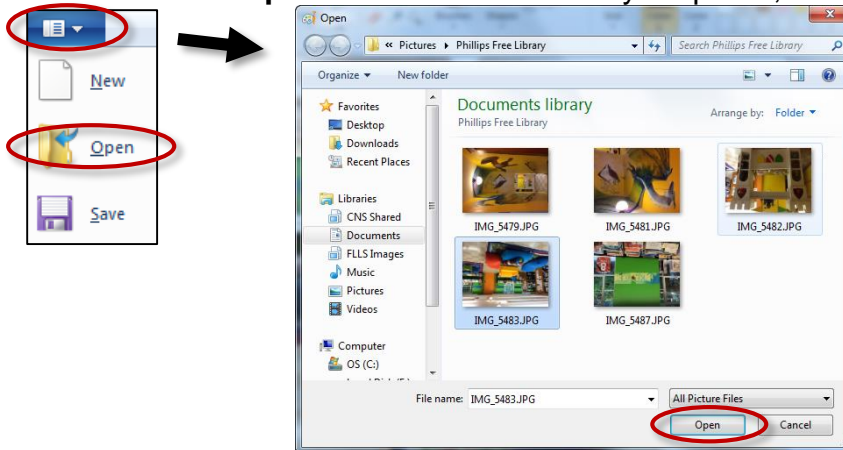 Open
« Pictures ▸ Phillips Free Library
Search Phillips Free Library
New
Open
Save
Organize
New folder
Favorites
Desktop
Downloads
Recent Places
Libraries
CNS Shared
Documents
FLLS Images
Music
Pictures
Videos
Computer
OS (C:)
Documents library
Phillips Free Library
Arrange by: Folder
IMG_5479.JPG
IMG_5481.JPG
IMG_5482.JPG
IMG_5483.JPG
IMG_5487.JPG
File name: IMG_5483.JPG
All Picture Files
Open
Cancel